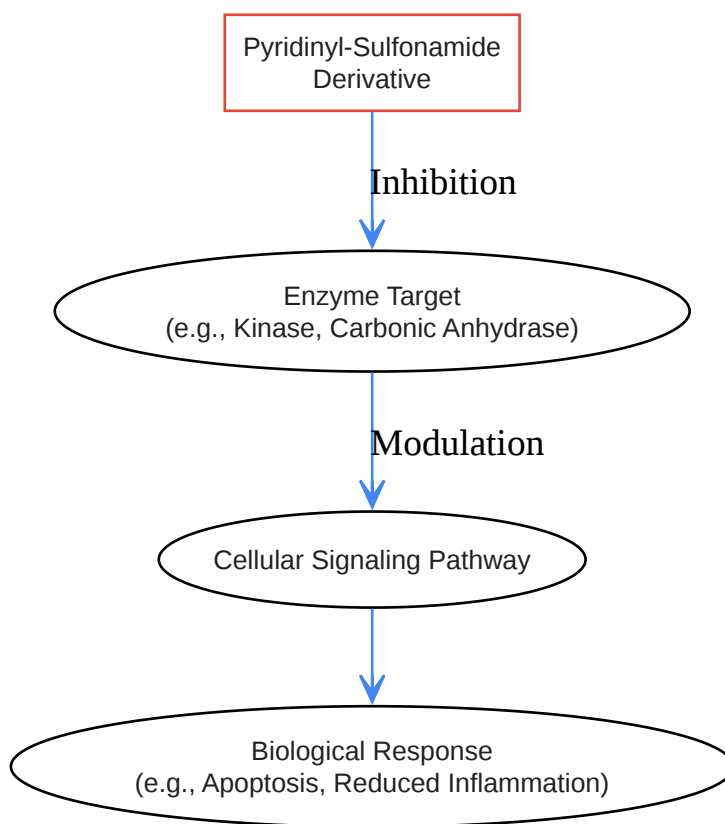 Pyridinyl-Sulfonamide
Derivative
Inhibition
Enzyme Target
(e.g., Kinase, Carbonic Anhydrase)
Modulation
Cellular Signaling Pathway
Biological Response
(e.g., Apoptosis, Reduced Inflammation)